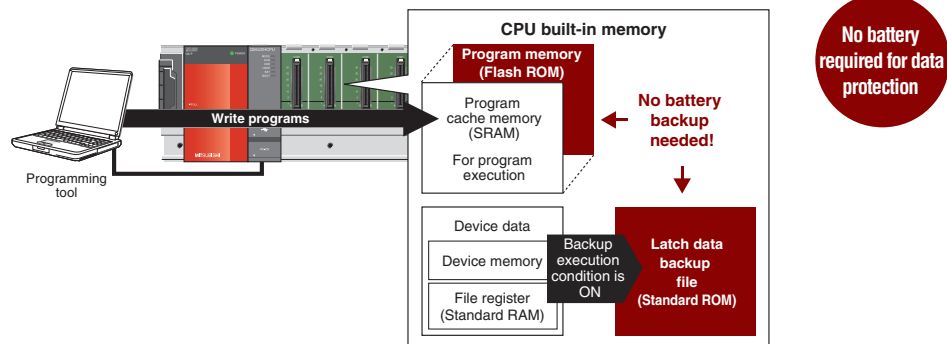 CPU built-in memory
No battery
required for data
protection
Program memory
(Flash ROM)
Program
cache memory
(SRAM)
For program
execution
No battery
backup
needed!
Write programs
MITSUBISHI
Programming
tool
Device data
Device memory
File register
(Standard RAM)
Backup
execution
condition is
ON
Latch data
backup
file
(Standard ROM)